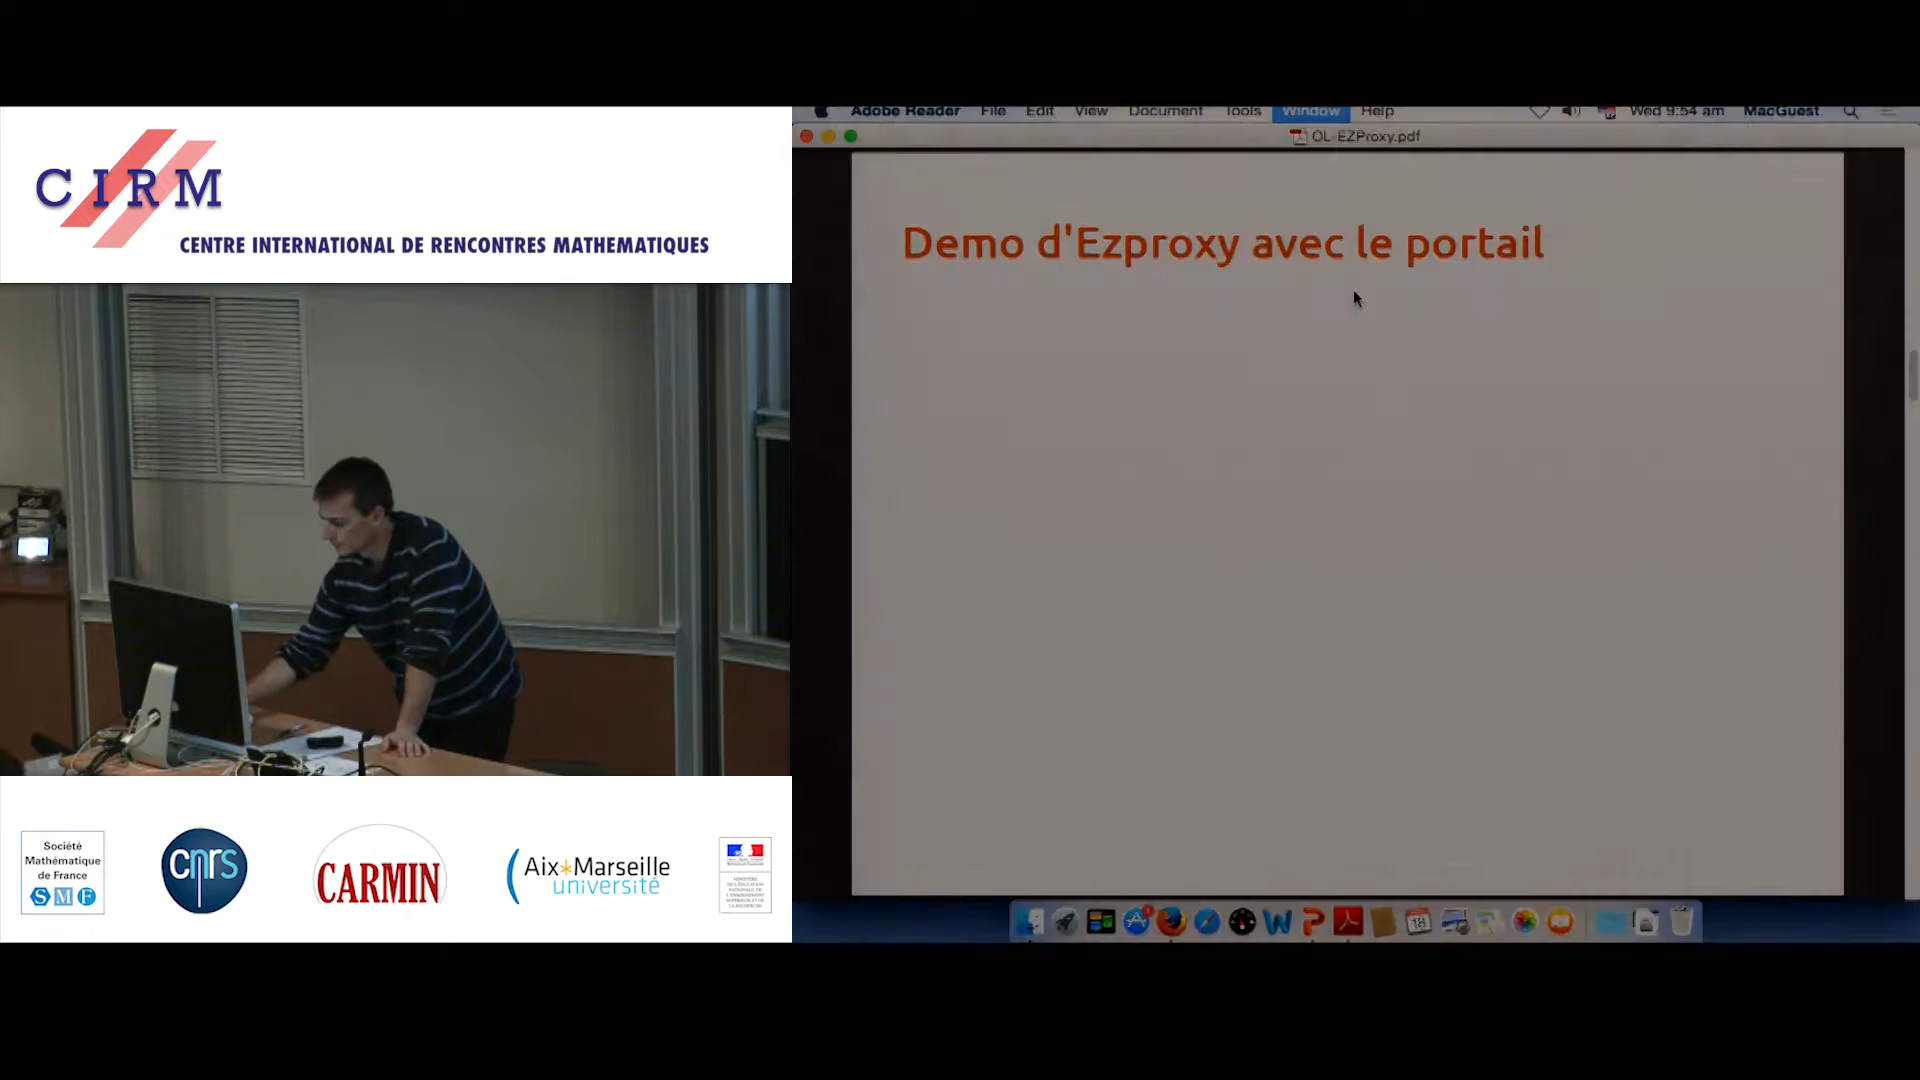 CIRM
CENTRE INTERNATIONAL DE RENCONTRES MATHEMATIQUES
Adobe Reader File Edit View Document Tools Window Help
Wed 9:54 am MacGuest
OL-EZProxy.pdf
Demo d'Ezproxy avec le portail
Société
Mathématique
de France
S M F
cnrs
CARMIN
Aix*Marseille
université